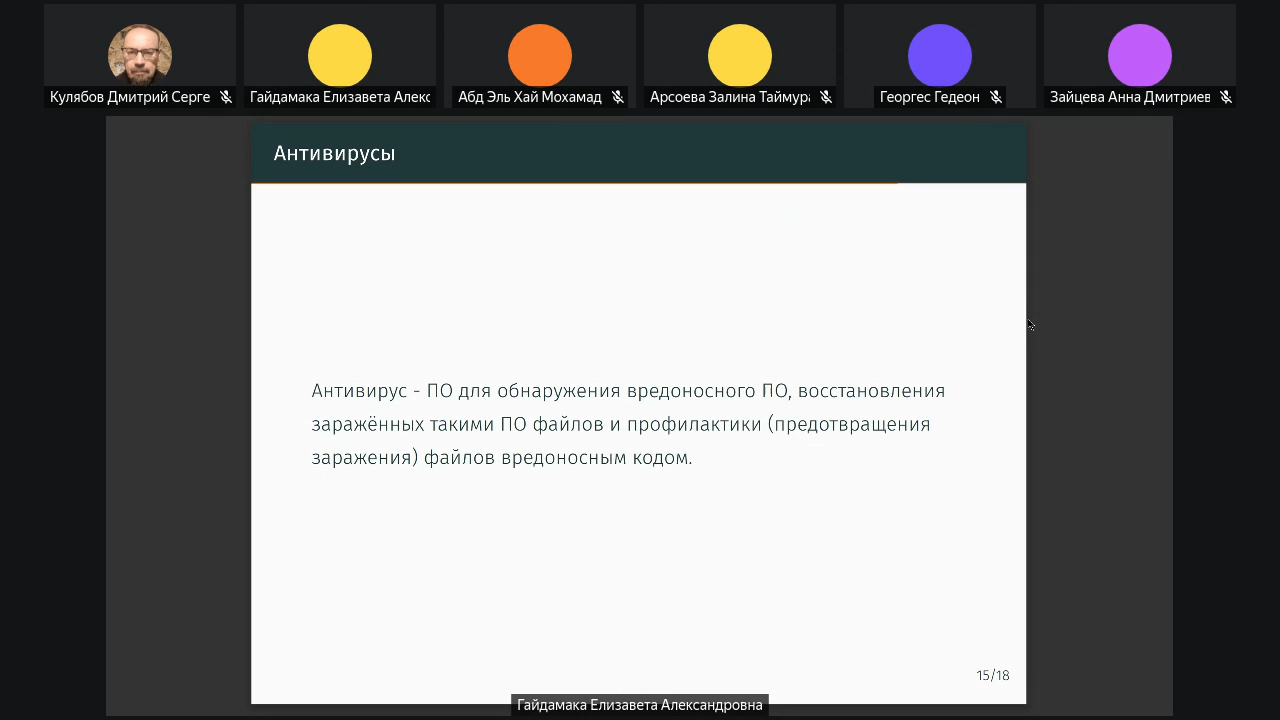 Кулябов Дмитрий Серге
Гайдамака Елизавета Алекс
Абд Эль Хай Мохамад
Арсоева Залина Таймура
Георгес Гедеон
Зайцева Анна Дмитриев
Антивирусы
Антивирус - ПО для обнаружения вредоносного ПО, восстановления
заражённых такими ПО файлов и профилактики (предотвращения
заражения) файлов вредоносным кодом.
15/18
Гайдамака Елизавета Александровна